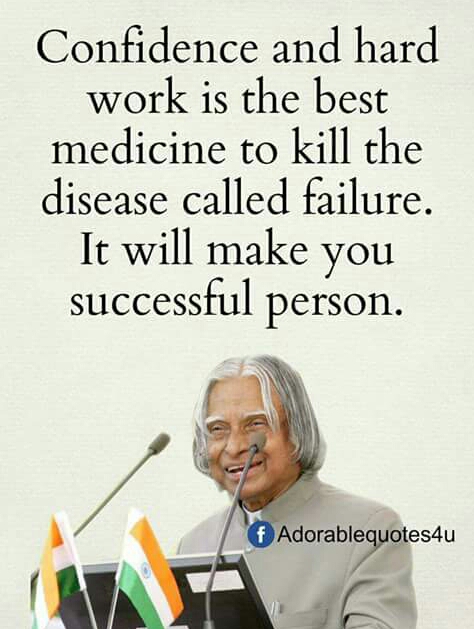 Confidence and hard
work is the best
medicine to kill the
disease called failure.
It will make you
successful person.
f Adorablequotes4u